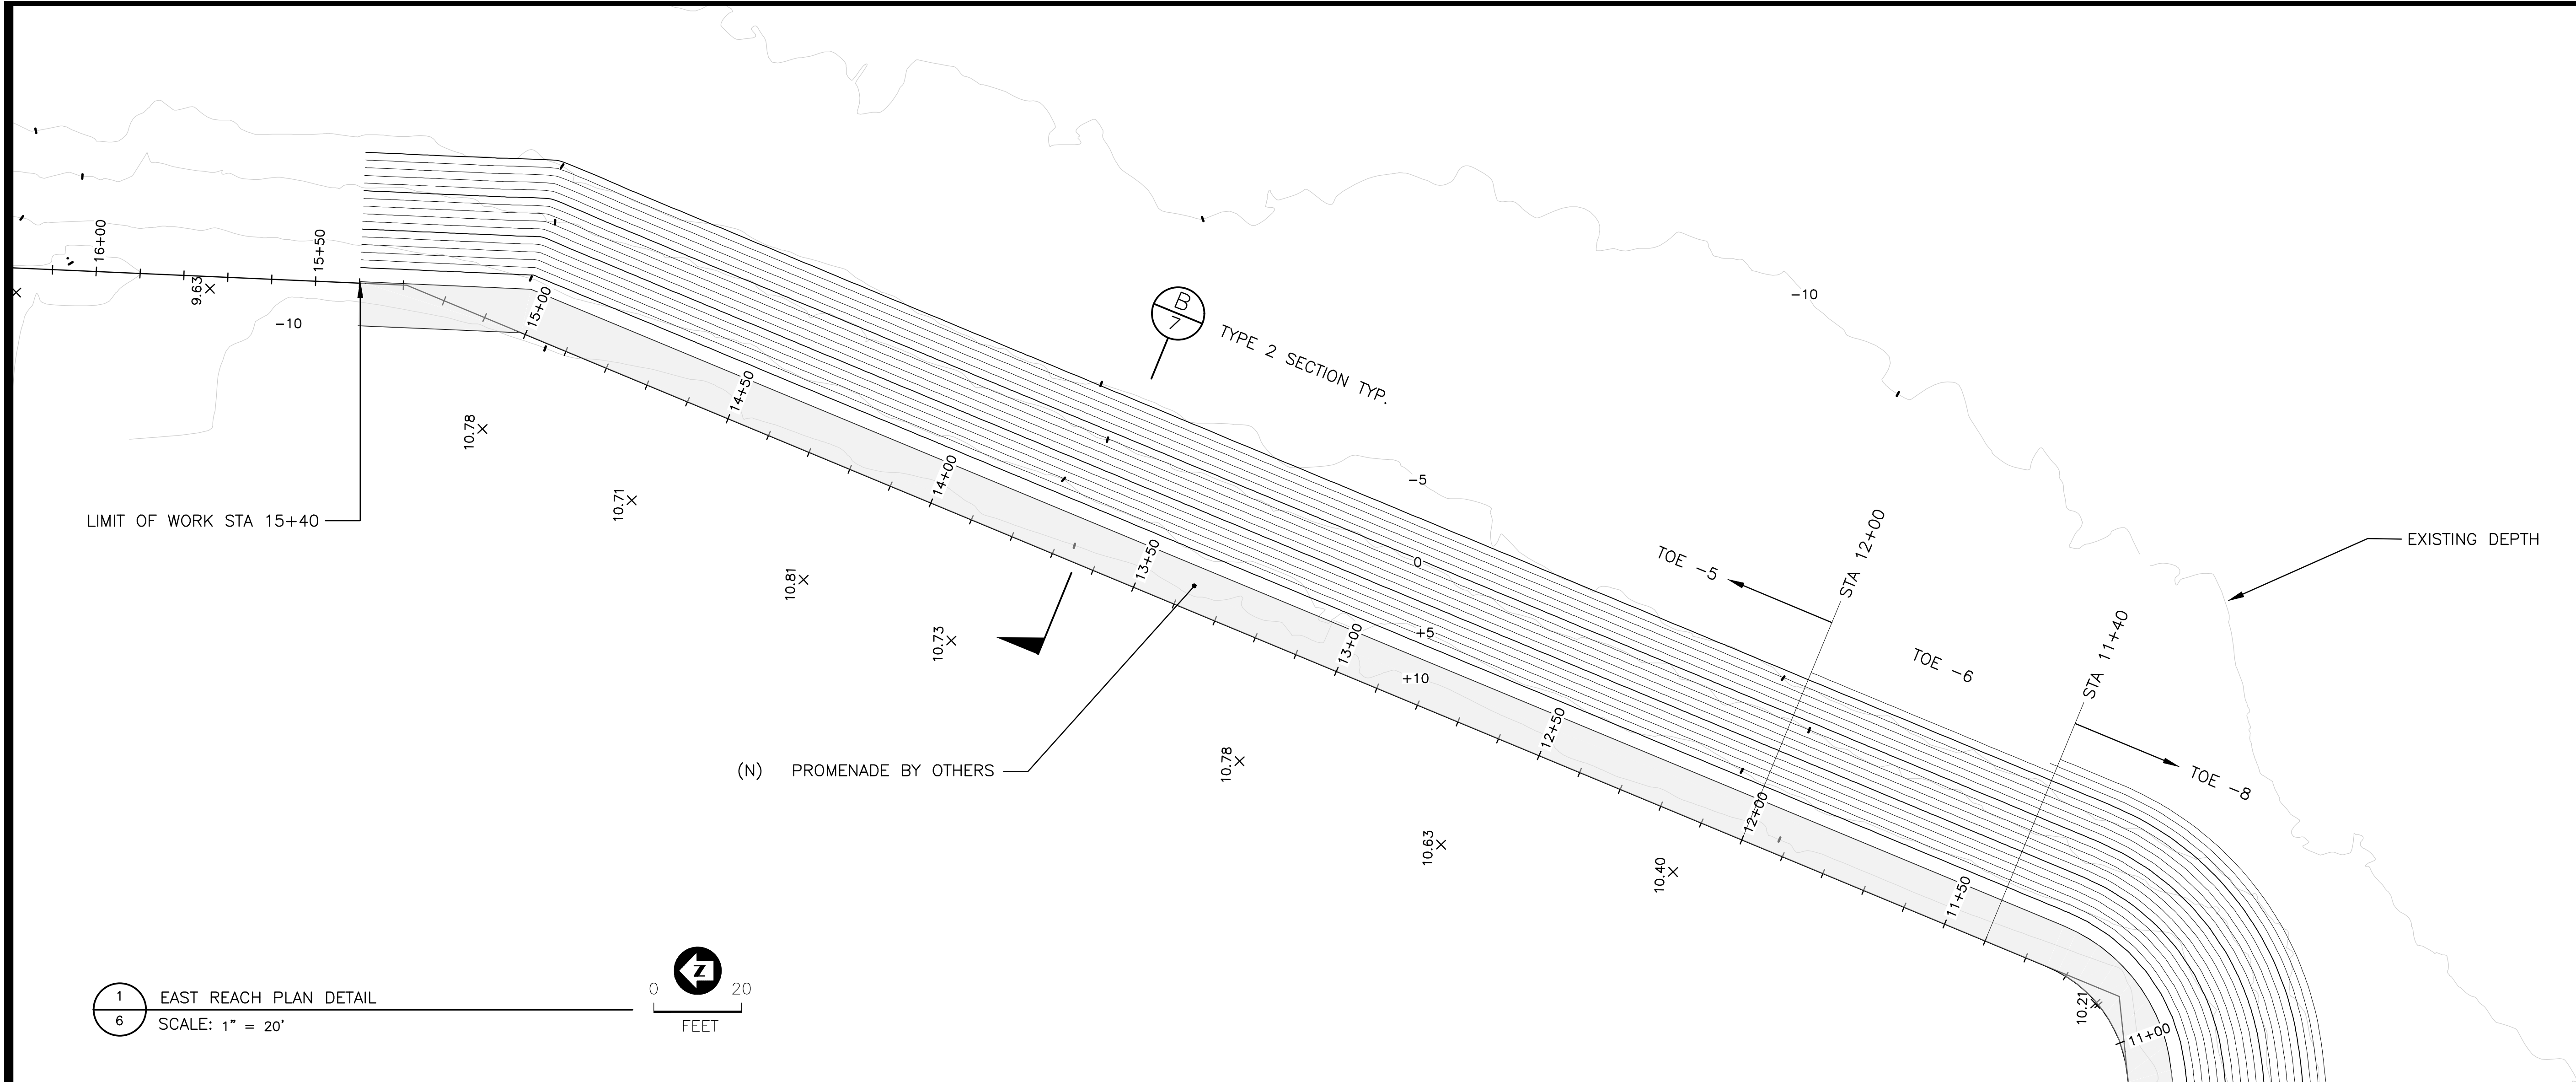 16+00
15+50
9.63
-10
15+00
B
7
TYPE 2 SECTION TYP.
-10
14+50
10.78
14+00
-5
10.71
LIMIT OF WORK STA 15+40
STA 12+00
EXISTING DEPTH
TOE -5
0
13+50
10.81
+5
10.73
13+00
STA 11+40
TOE -6
+10
12+50
(N) PROMENADE BY OTHERS
10.78
TOE -8
12+00
10.63
10.40
11+50
Z
0 20
FEET
1
6
EAST REACH PLAN DETAIL
SCALE: 1" = 20'
10.21
11+00